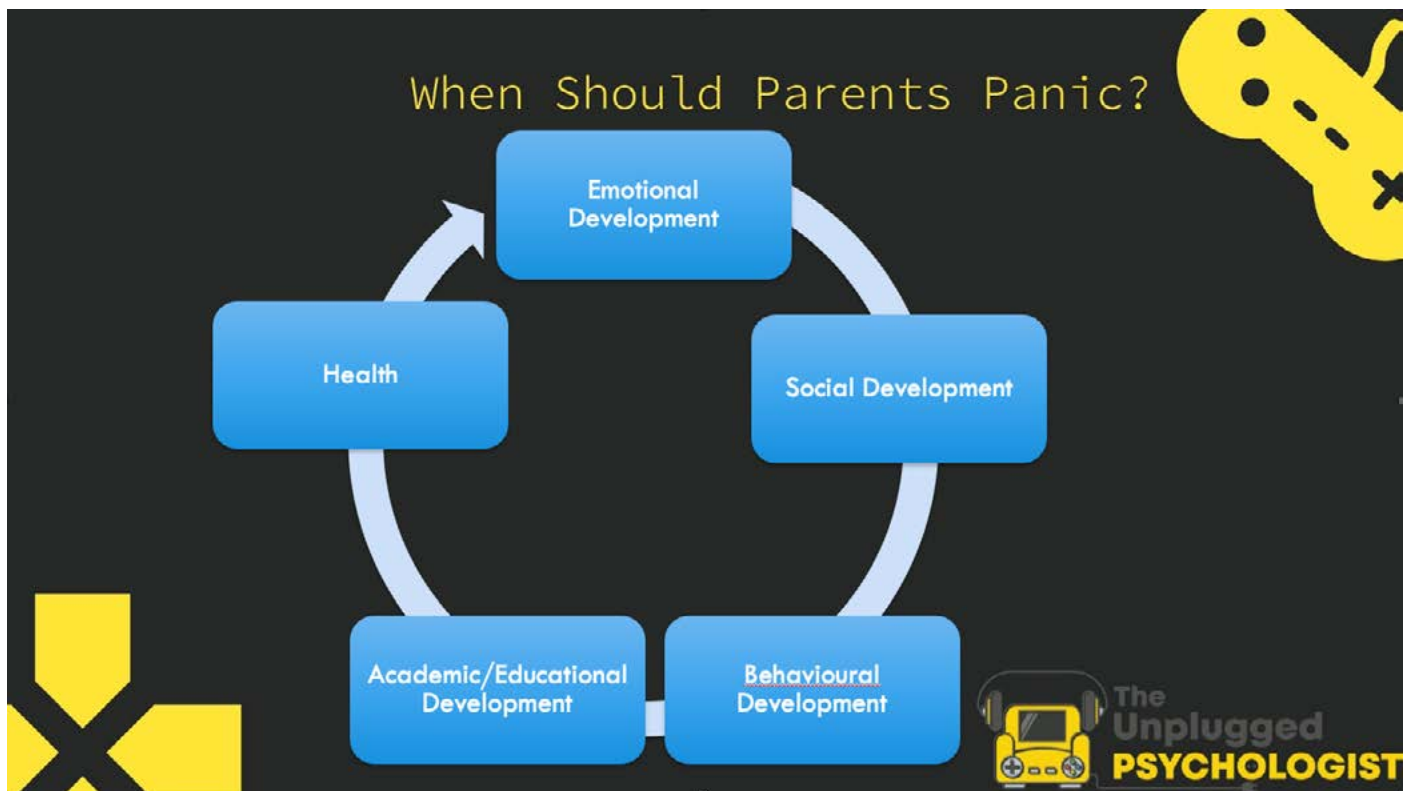 When Should Parents Panic?
Emotional
Development
Social Development
Behavioural
Development
Academic/Educational
Development
Health
The
Unplugged
PSYCHOLOGIST